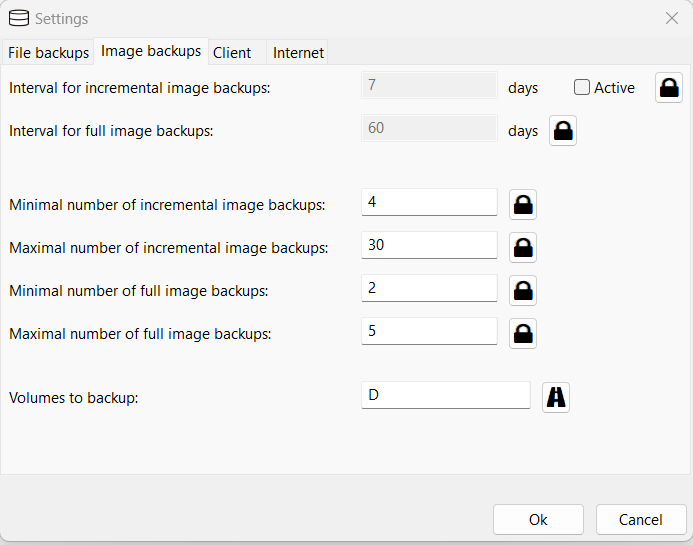 Settings
File backups Image backups Client Internet
Interval for incremental image backups: 7 days Active
Interval for full image backups: 60 days
Minimal number of incremental image backups: 4
Maximal number of incremental image backups: 30
Minimal number of full image backups: 2
Maximal number of full image backups: 5
Volumes to backup: D
Ok Cancel